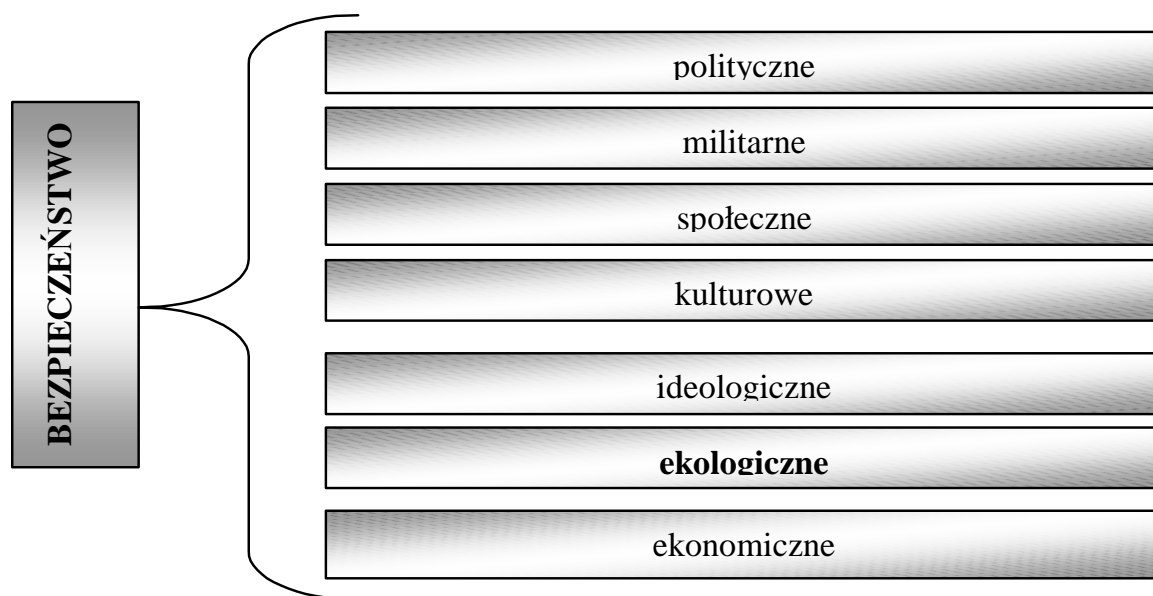 BEZPIECZEŃSTWO
polityczne
militarne
społeczne
kulturowe
ideologiczne
ekologiczne
ekonomiczne